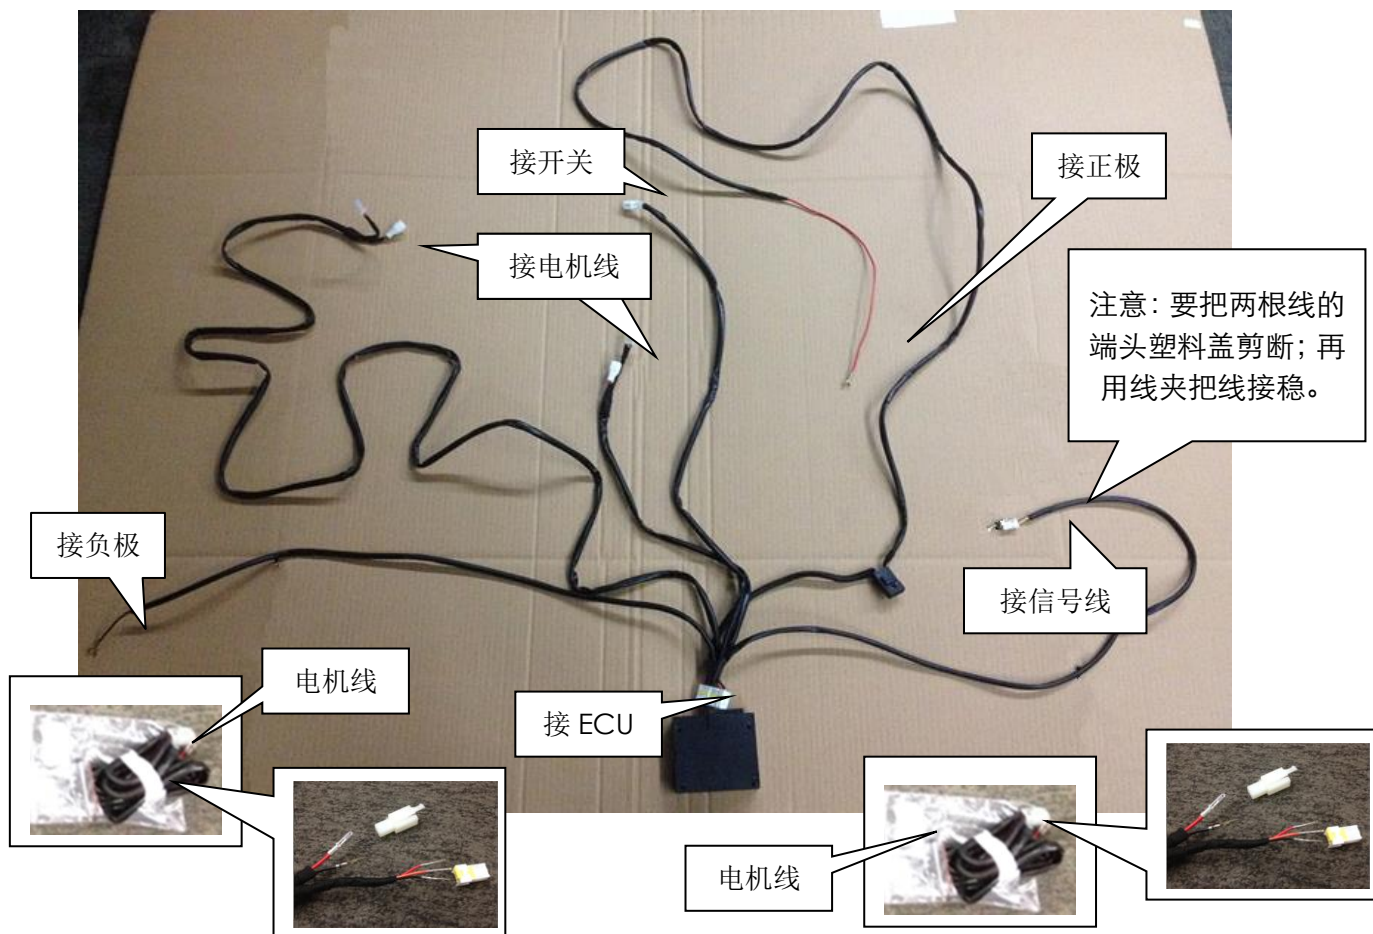 接开关
接正极
接电机线
注意：要把两根线的
端头塑料盖剪断；再
用线夹把线接稳。
接负极
接信号线
电机线
接 ECU
电机线